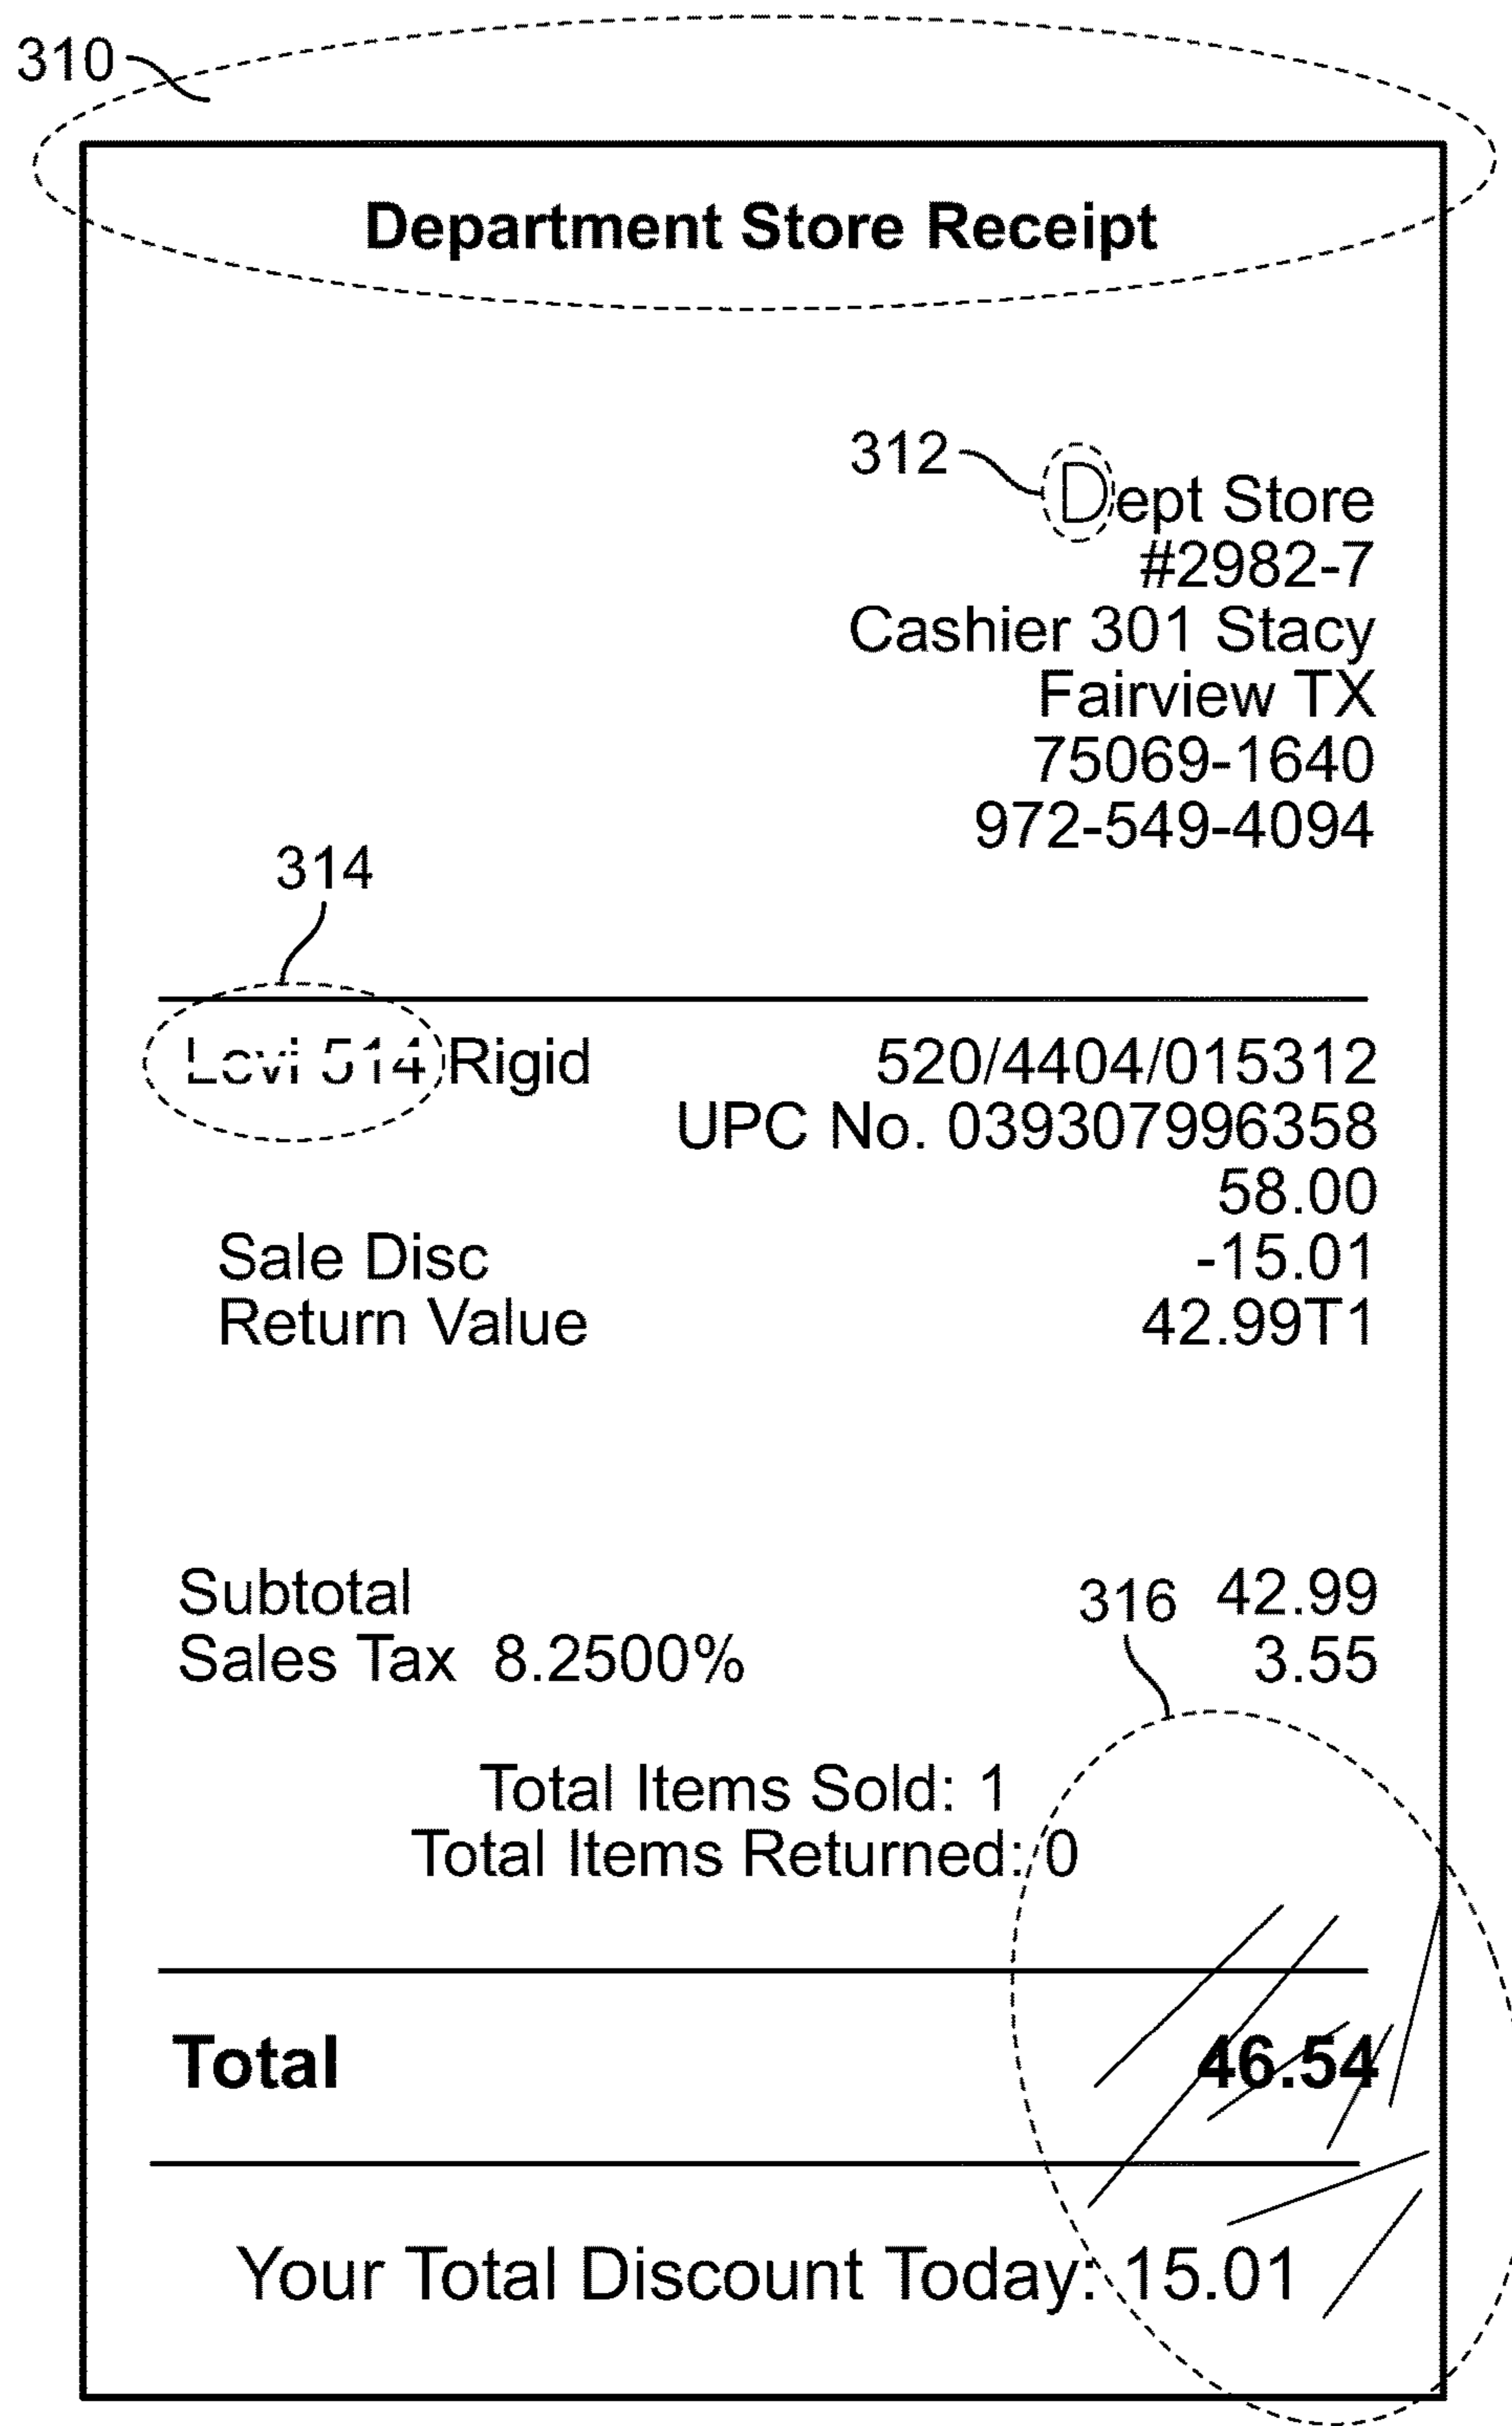 310
Department Store Receipt
312
Dept Store
#2982-7
Cashier 301 Stacy
Fairview TX
75069-1640
972-549-4094
314
Levi 514 Rigid 520/4404/015312
UPC No. 039307996358
58.00
Sale Disc -15.01
Return Value 42.99T1
Subtotal 316 42.99
Sales Tax 8.2500% 3.55
Total Items Sold: 1
Total Items Returned: 0
Total 46.54
Your Total Discount Today: 15.01